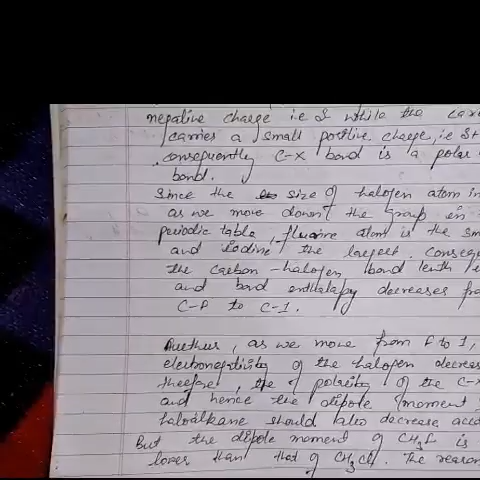 negative charge i.e δ- while the car
carries a small positive charge, i.e δ+
consequently C-X bond is a polar
bond.
Since the size of halogen atom in
as we move down the group in
periodic table, fluorine atom is the sm
and iodine the largest. Conseq
the carbon-halogen bond lenth
and bond enthalapy decreases fr
C-F to C-I.
Further, as we move from F to I,
electronegativity of the halogen decreas
therefore, the of polarity of the C-X
and hence the dipole moment
haloalkane should also decrease acc
But the dipole moment of CH3F is
lower than that of CH3Cl. The reason